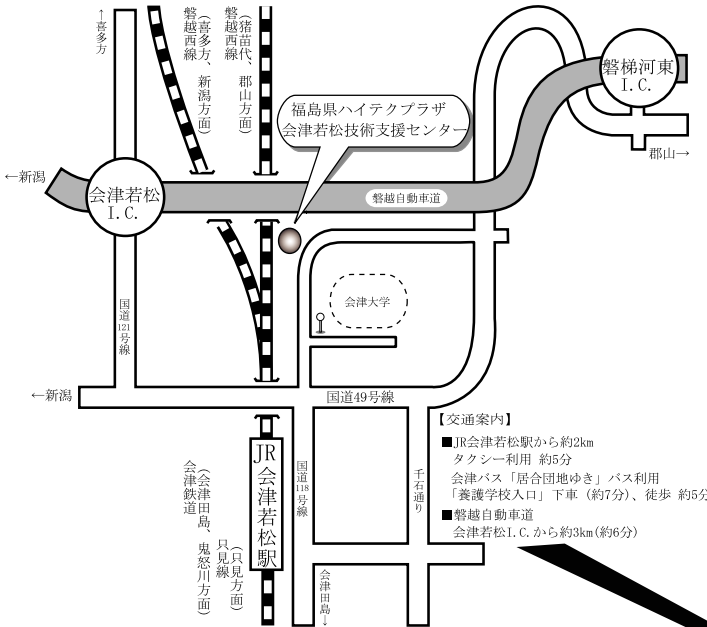 ↑喜多方
磐越西線
(喜多方、新潟方面)
磐越西線
(猪苗代、郡山方面)
福島県ハイテクプラザ
会津若松技術支援センター
磐梯河東
I.C.
郡山→
←新潟
会津若松
I.C.
磐越自動車道
国道121号線
会津大学
←新潟
国道49号線
【交通案内】
■JR会津若松駅から約2km
タクシー利用 約5分
会津バス「居合団地ゆき」バス利用
「養護学校入口」下車 (約7分)、徒歩 約5分
■磐越自動車道
会津若松I.C.から約3km(約6分)
JR会津若松駅
国道118号線
千石通り
会津鉄道
(会津田島、鬼怒川方面)
只見線
(只見方面)
会津田島↓